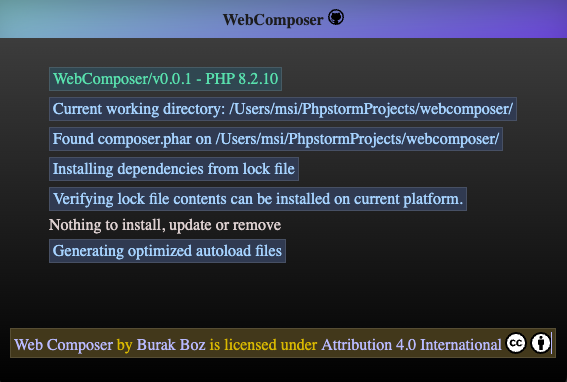 WebComposer
WebComposer/v0.0.1 - PHP 8.2.10
Current working directory: /Users/msi/PhpstormProjects/webcomposer/
Found composer.phar on /Users/msi/PhpstormProjects/webcomposer/
Installing dependencies from lock file
Verifying lock file contents can be installed on current platform.
Nothing to install, update or remove
Generating optimized autoload files
Web Composer by Burak Boz is licensed under Attribution 4.0 International cc